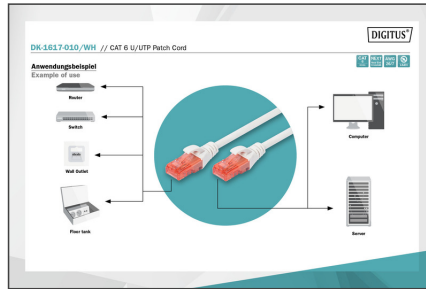 DIGITUS®
DK-1617-010/WH // CAT 6 U/UTP Patch Cord
Anwendungsbeispiel
Example of use
CAT
Router
Switch
Wall Outlet
Floor tank
Computer
Server